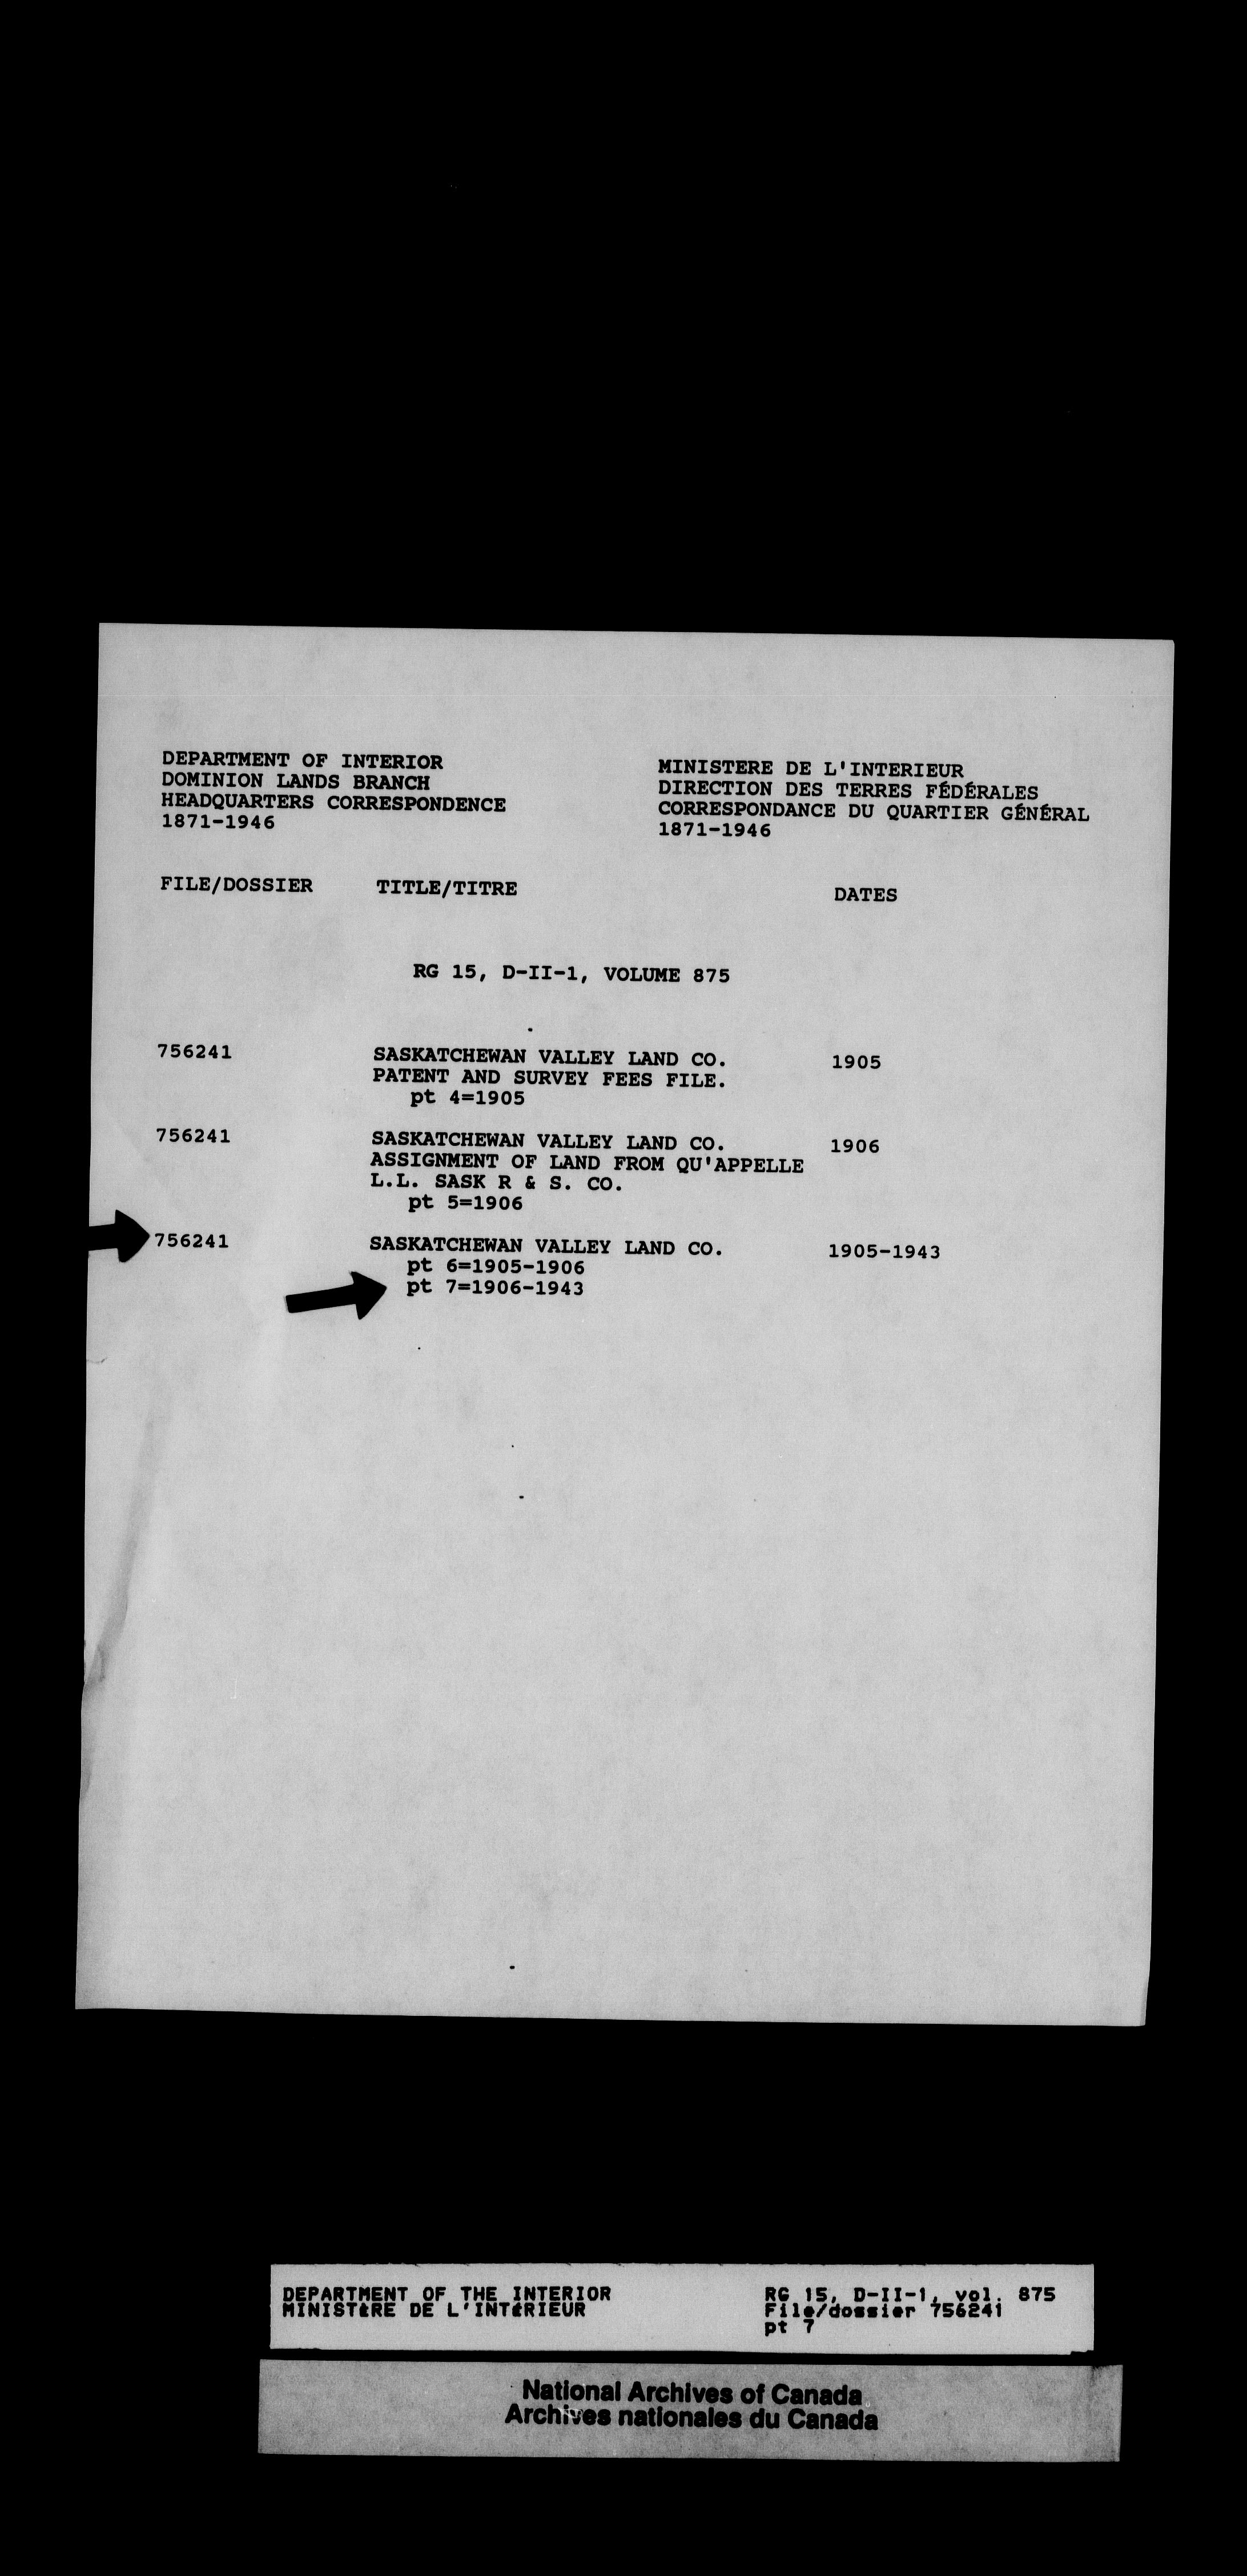 DEPARTMENT OF INTERIOR
DOMINION LANDS BRANCH
HEADQUARTERS CORRESPONDENCE
1871-1946
MINISTERE DE L'INTERIEUR
DIRECTION DES TERRES FÉDÉRALES
CORRESPONDANCE DU QUARTIER GÉNÉRAL
1871-1946
FILE/DOSSIER TITLE/TITRE DATES
RG 15, D-II-1, VOLUME 875
756241 SASKATCHEWAN VALLEY LAND CO. 1905
PATENT AND SURVEY FEES FILE.
pt 4=1905
756241 SASKATCHEWAN VALLEY LAND CO. 1906
ASSIGNMENT OF LAND FROM QU'APPELLE
L.L. SASK R & S. CO.
pt 5=1906
756241 SASKATCHEWAN VALLEY LAND CO. 1905-1943
pt 6=1905-1906
pt 7=1906-1943
DEPARTMENT OF THE INTERIOR
MINISTÈRE DE L'INTÉRIEUR
RG 15, D-II-1, vol. 875
File/dossier 756241
pt 7
National Archives of Canada
Archives nationales du Canada